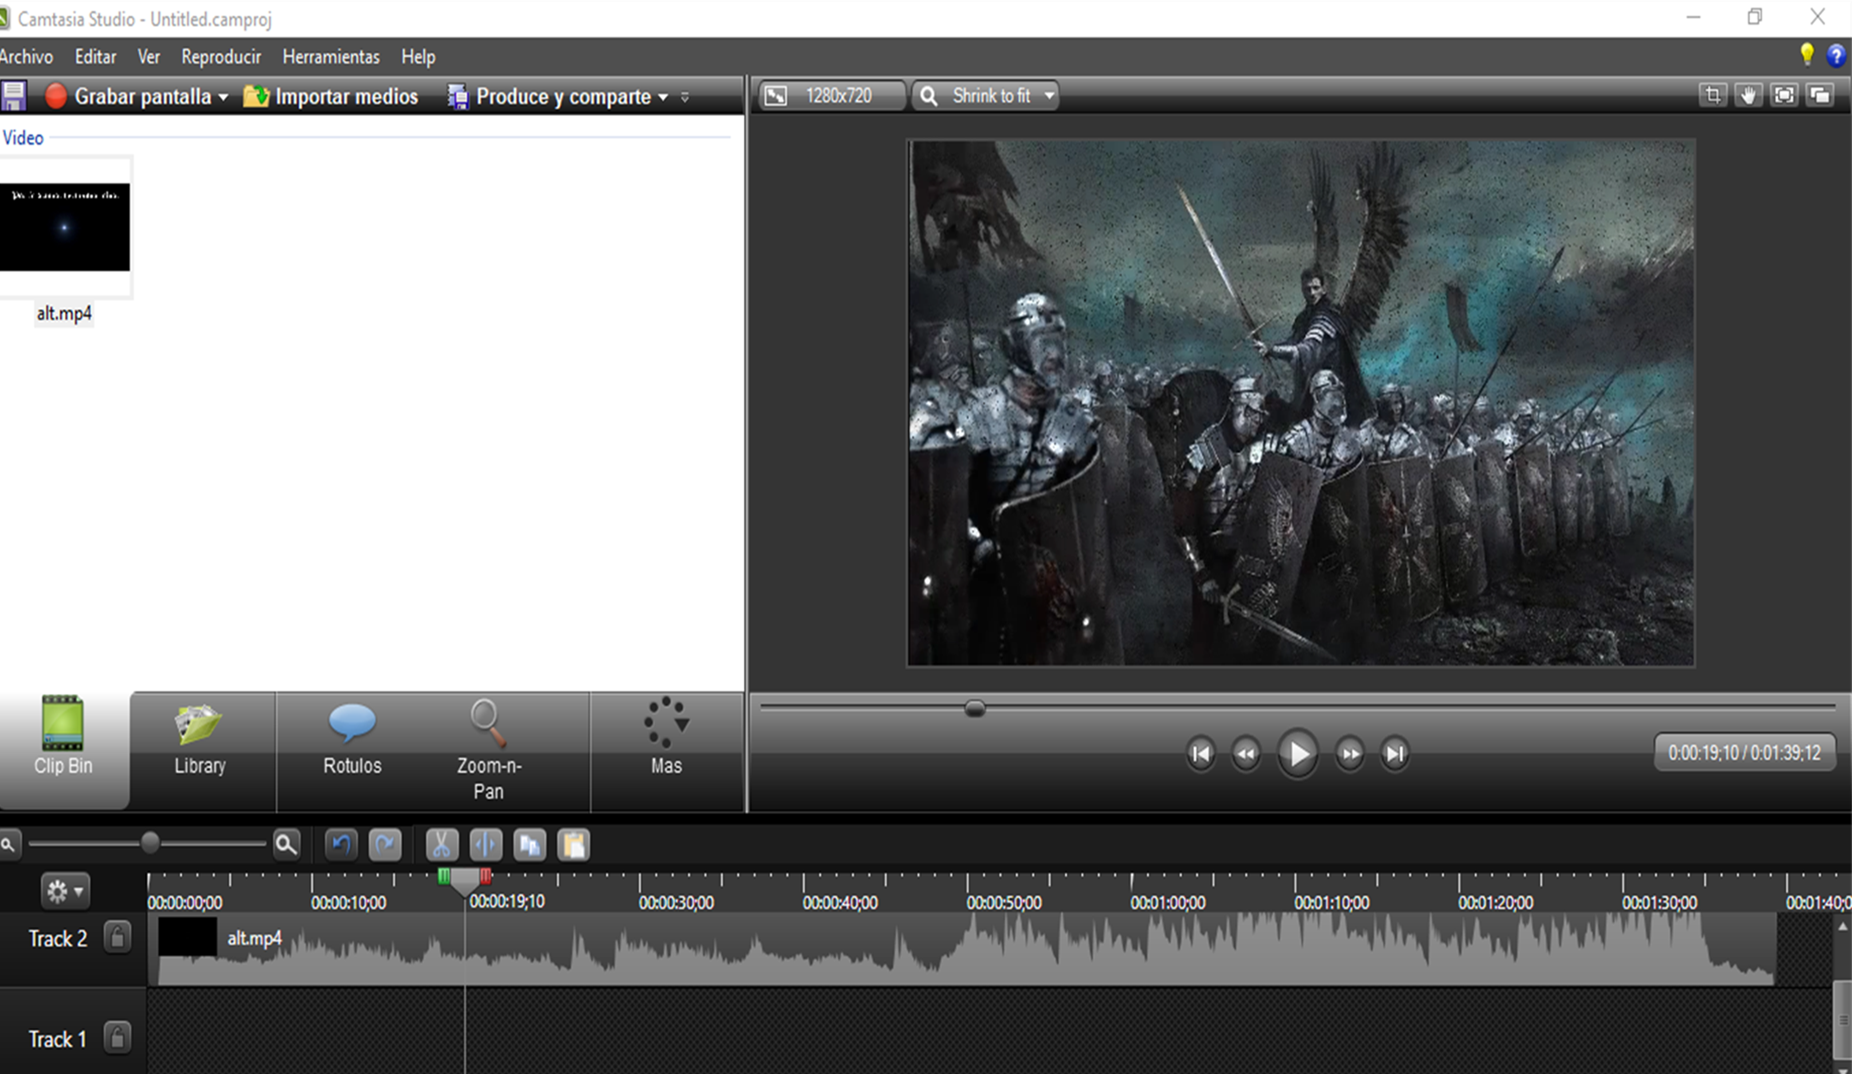 Camtasia Studio - Untitled.camproj
Archivo Editar Ver Reproducir Herramientas Help
Grabar pantalla Importar medios Produce y comparte
1280x720 Shrink to fit
Video
alt.mp4
Clip Bin Library Rotulos Zoom-n-Pan Mas
0:00:19;10 / 0:01:39;12
00:00:00;00 00:00:10;00 00:00:19;10 00:00:30;00 00:00:40;00 00:00:50;00 00:01:00;00 00:01:10;00 00:01:20;00 00:01:30;00 00:01:40;0
Track 2 alt.mp4
Track 1